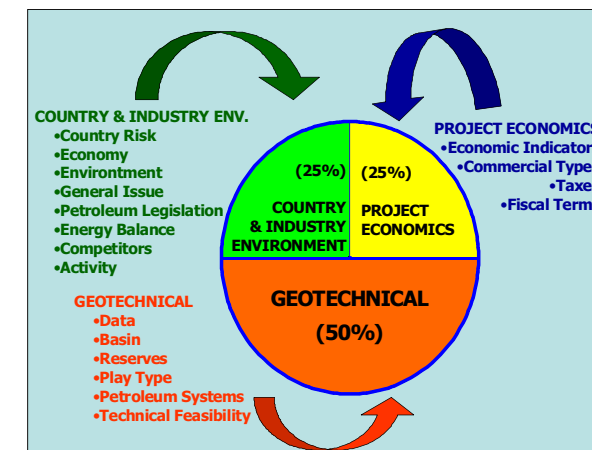 COUNTRY & INDUSTRY ENV.
•Country Risk
•Economy
•Environtment
•General Issue
•Petroleum Legislation
•Energy Balance
•Competitors
•Activity
PROJECT ECONOMICS
•Economic Indicator
•Commercial Type
•Taxe
•Fiscal Term
(25%)
COUNTRY
& INDUSTRY
ENVIRONMENT
(25%)
PROJECT
ECONOMICS
GEOTECHNICAL
(50%)
GEOTECHNICAL
•Data
•Basin
•Reserves
•Play Type
•Petroleum Systems
•Technical Feasibility